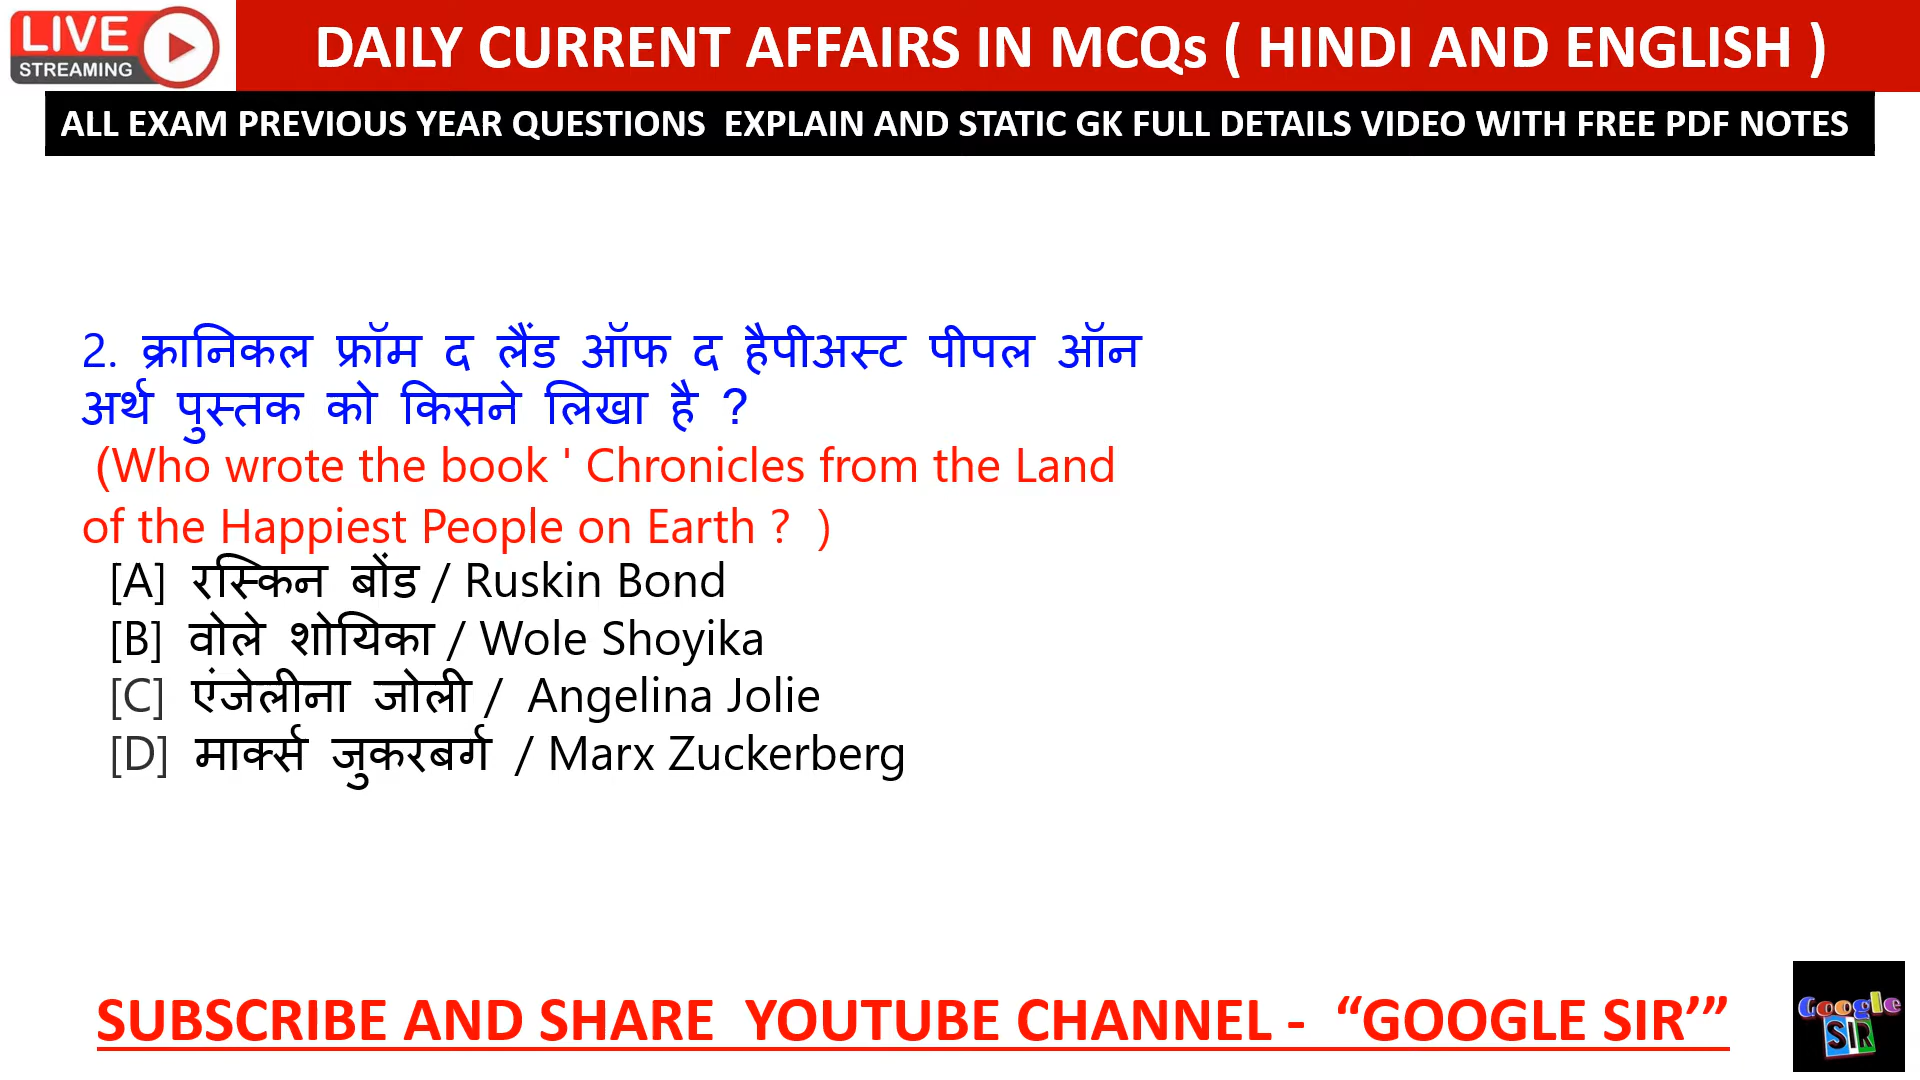 LIVE
STREAMING
DAILY CURRENT AFFAIRS IN MCQs ( HINDI AND ENGLISH )
ALL EXAM PREVIOUS YEAR QUESTIONS EXPLAIN AND STATIC GK FULL DETAILS VIDEO WITH FREE PDF NOTES
2. क्रानिकल फ्रॉम द लैंड ऑफ द हैपीअस्ट पीपल ऑन
अर्थ पुस्तक को किसने लिखा है ?
(Who wrote the book ' Chronicles from the Land
of the Happiest People on Earth ? )
[A] रस्किन बोंड / Ruskin Bond
[B] वोले शोयिका / Wole Shoyika
[C] एंजेलीना जोली / Angelina Jolie
[D] मार्क्स जुकरबर्ग / Marx Zuckerberg
SUBSCRIBE AND SHARE YOUTUBE CHANNEL - “GOOGLE SIR’”
Google
SIR